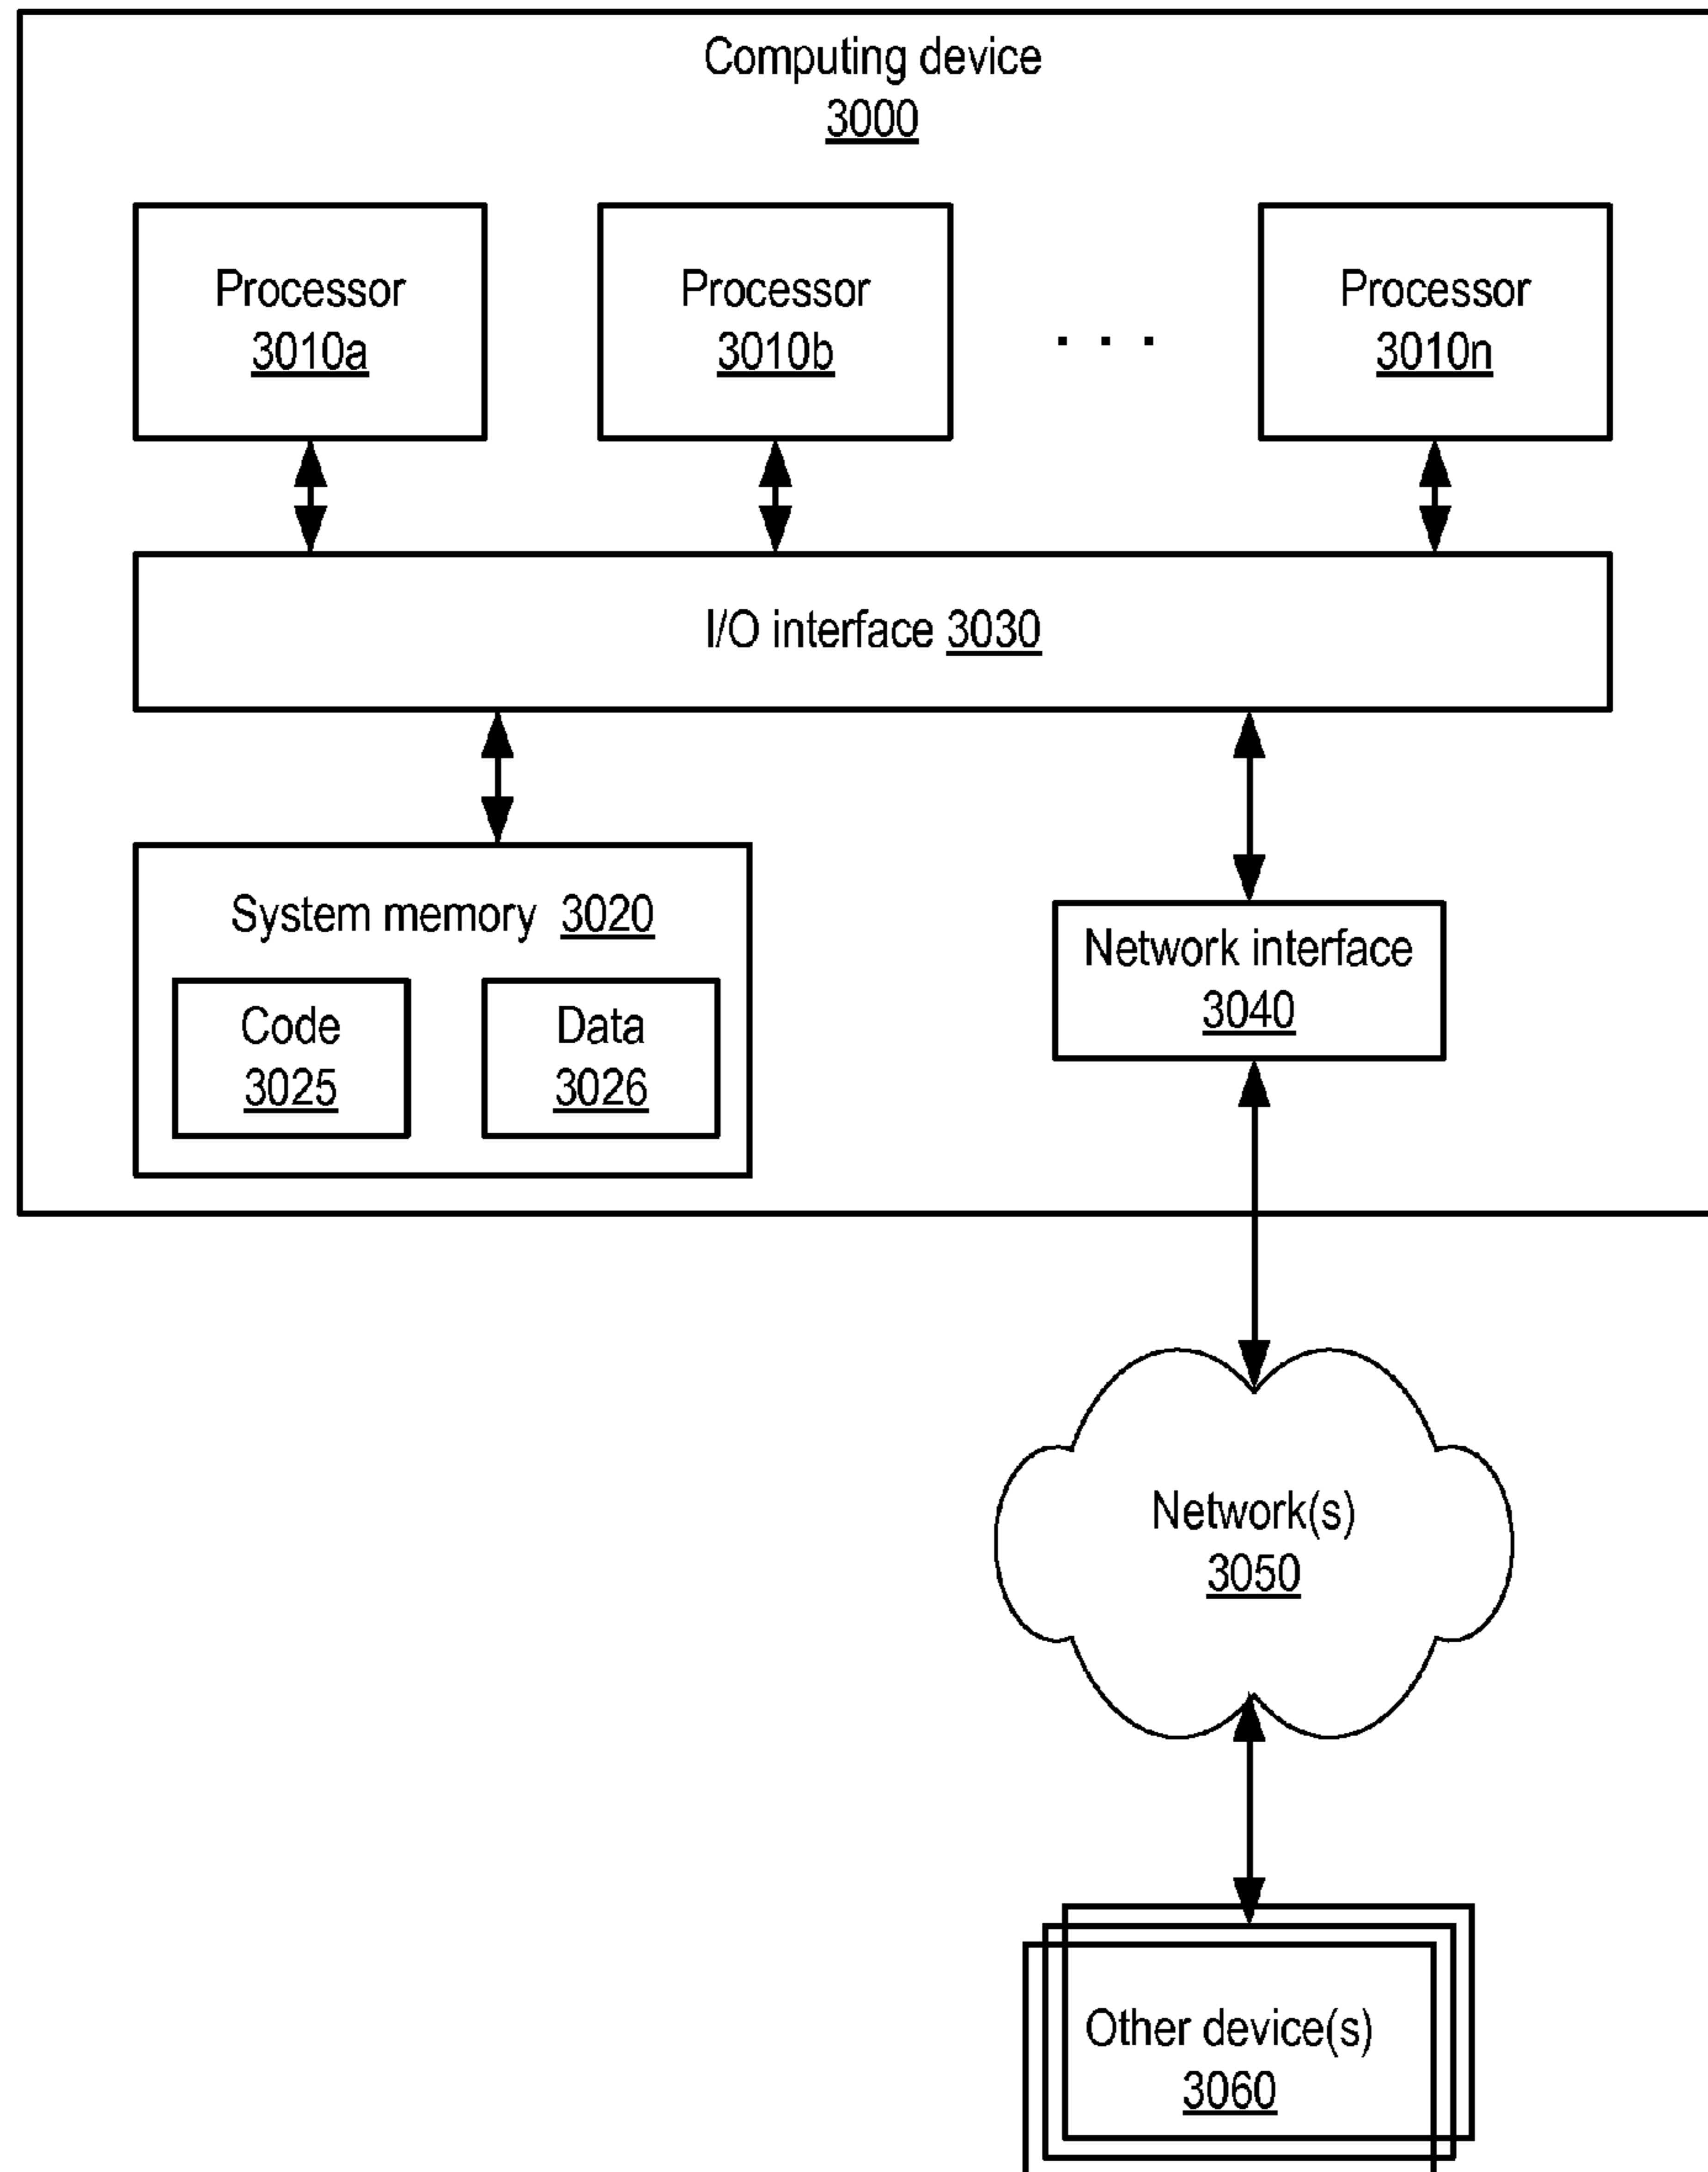 Computing device
3000
Processor
3010a
Processor
3010b
. . .
Processor
3010n
I/O interface 3030
System memory 3020
Code
3025
Data
3026
Network interface
3040
Network(s)
3050
Other device(s)
3060